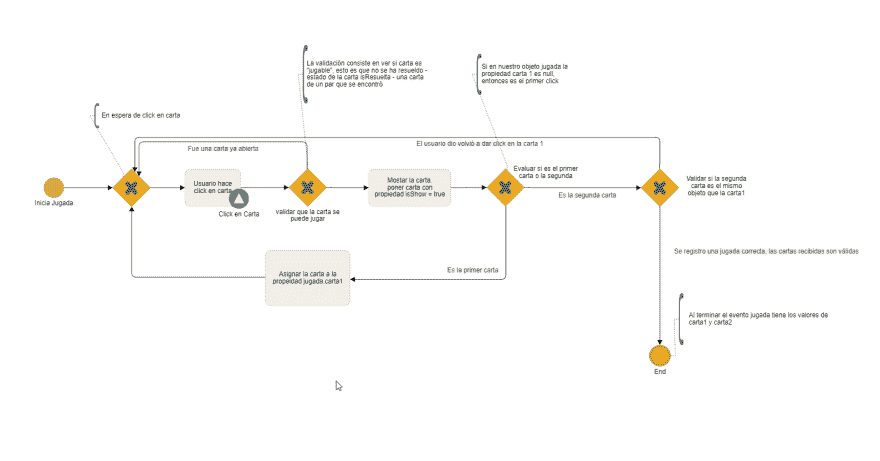 La validación consiste en ver si carta es
"jugable", esto es que no se ha resueldo -
estado de la carta isResuelta - una carta
de un par que se encontró
Si en nuestro objeto jugada la
propiedad carta 1 es null,
entonces es el primer click
En espera de click en carta
El usuario dio volvió a dar click en la carta 1
Fue una carta ya abierta
Evaluar si es el primer
carta o la segunda
Validar si la segunda
carta es el mismo
objeto que la carta1
Usuario hace
click en carta
Mostar la carta
poner carta con
propiedad isShow = true
Es la segunda carta
Inicia Jugada
Click en Carta
validar que la carta se
puede jugar
Se registro una jugada correcta, las cartas recibidas son válidas
Es la primer carta
Asignar la carta a la
propeidad jugada.carta1
Al terminar el evento jugada tiene los valores de
carta1 y carta2
End